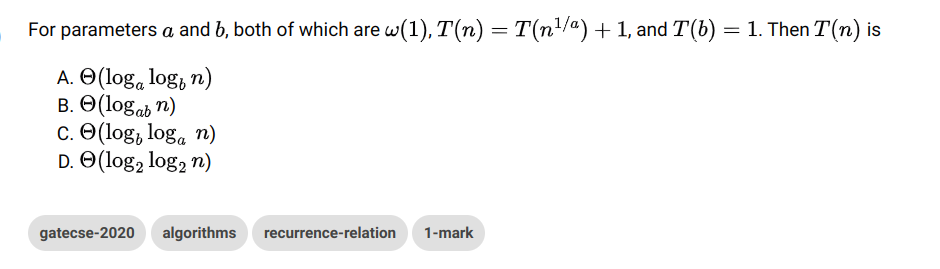 For parameters a and b, both of which are ω(1), T(n) = T(n^{1/a}) + 1, and T(b) = 1. Then T(n) is
A. Θ(log_a log_b n)
B. Θ(log_{ab} n)
C. Θ(log_b log_a n)
D. Θ(log_2 log_2 n)
gatecse-2020 algorithms recurrence-relation 1-mark